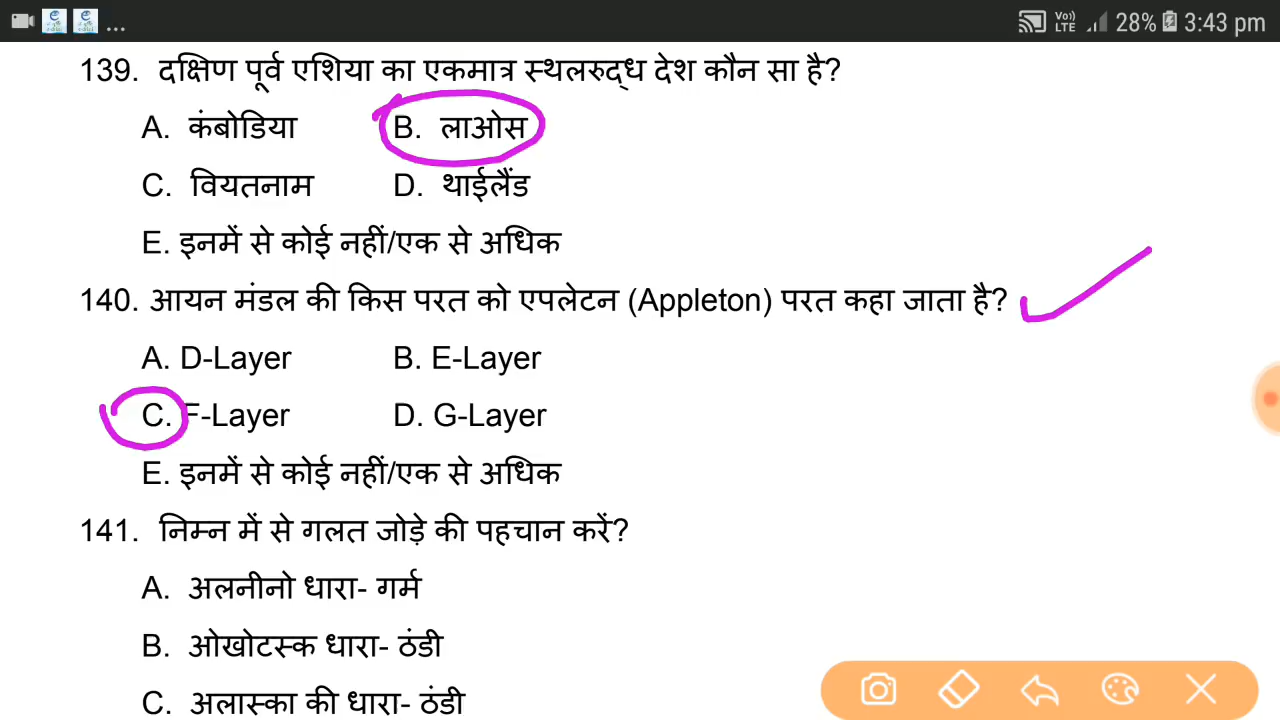 ... Vo) LTE 28% 3:43 pm
139. दक्षिण पूर्व एशिया का एकमात्र स्थलरुद्ध देश कौन सा है?
A. कंबोडिया B. लाओस
C. वियतनाम D. थाईलैंड
E. इनमें से कोई नहीं/एक से अधिक
140. आयन मंडल की किस परत को एपलेटन (Appleton) परत कहा जाता है?
A. D-Layer B. E-Layer
C. F-Layer D. G-Layer
E. इनमें से कोई नहीं/एक से अधिक
141. निम्न में से गलत जोड़े की पहचान करें?
A. अलनीनो धारा- गर्म
B. ओखोटस्क धारा- ठंडी
C. अलास्का की धारा- ठंडी